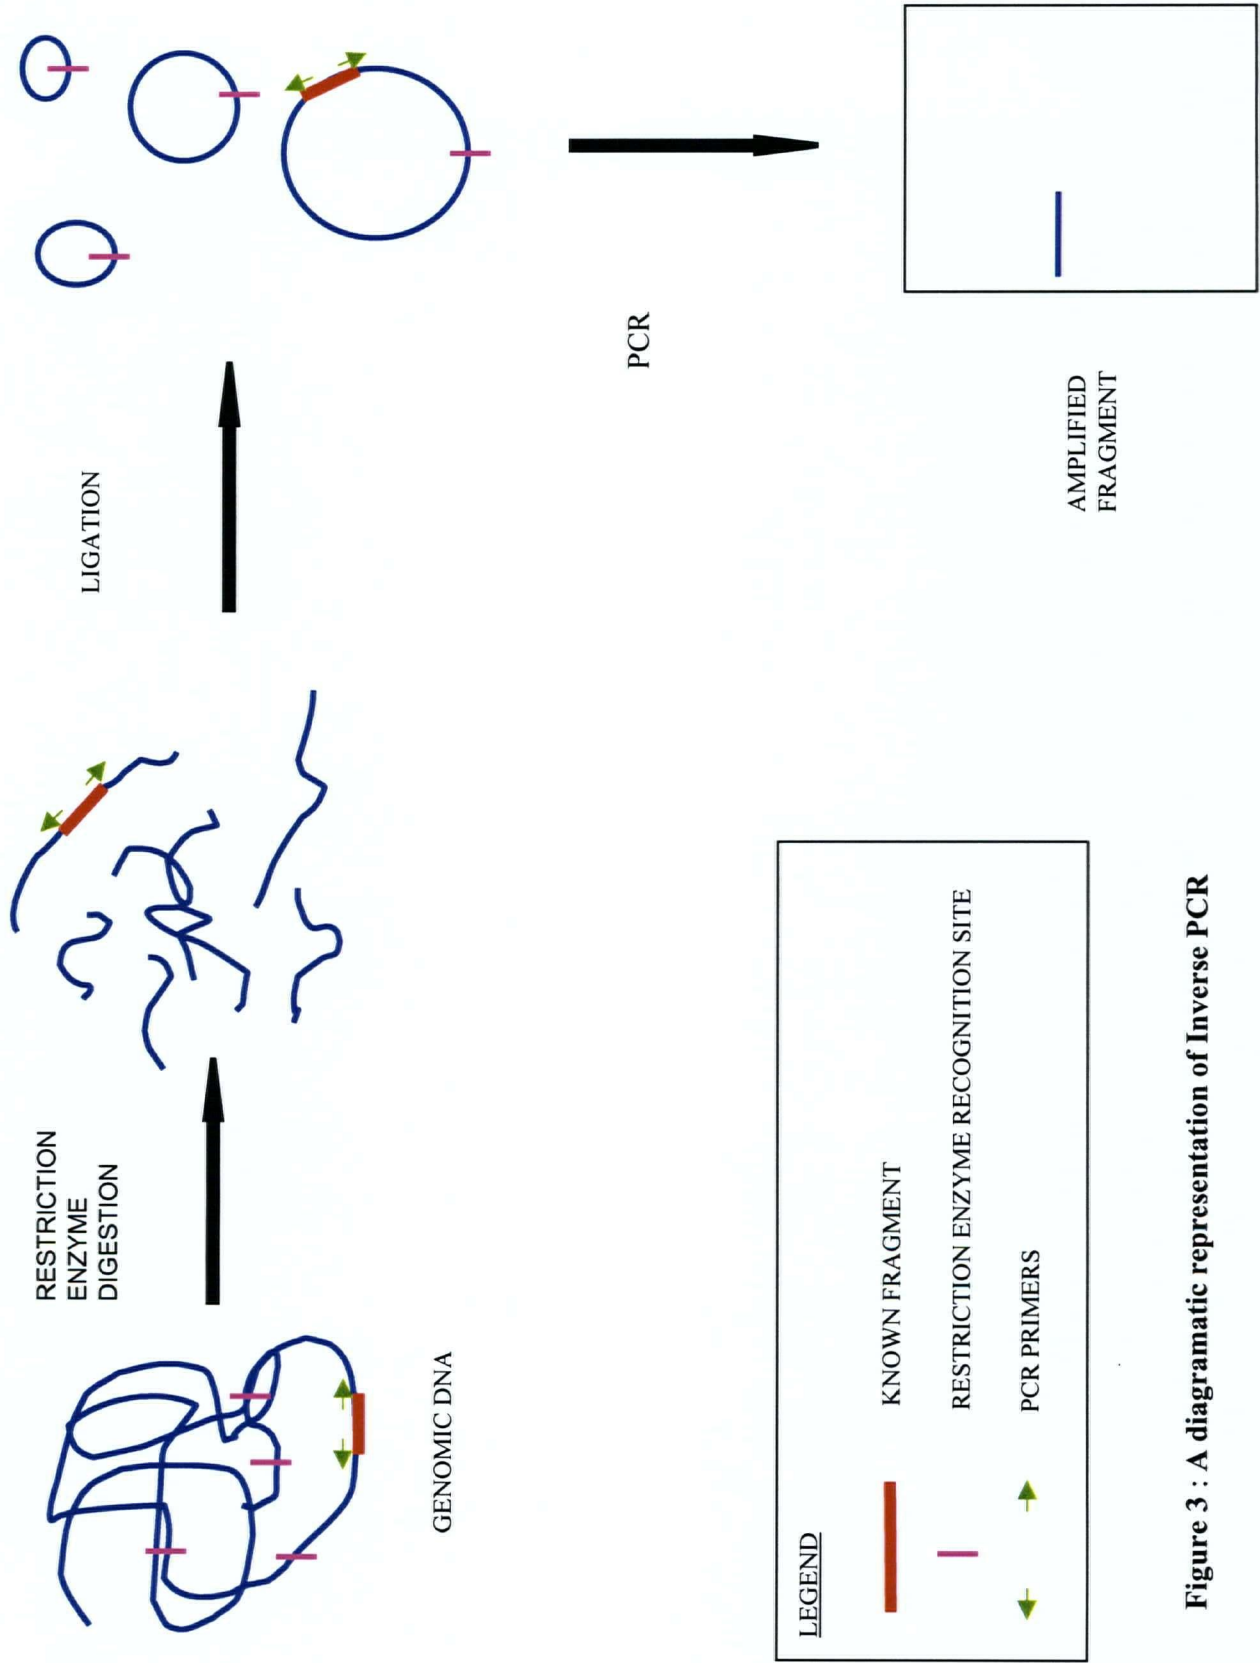 RESTRICTION
ENZYME
DIGESTION
LIGATION
GENOMIC DNA
PCR
AMPLIFIED
FRAGMENT
LEGEND
KNOWN FRAGMENT
RESTRICTION ENZYME RECOGNITION SITE
PCR PRIMERS
Figure 3 : A diagramatic representation of Inverse PCR